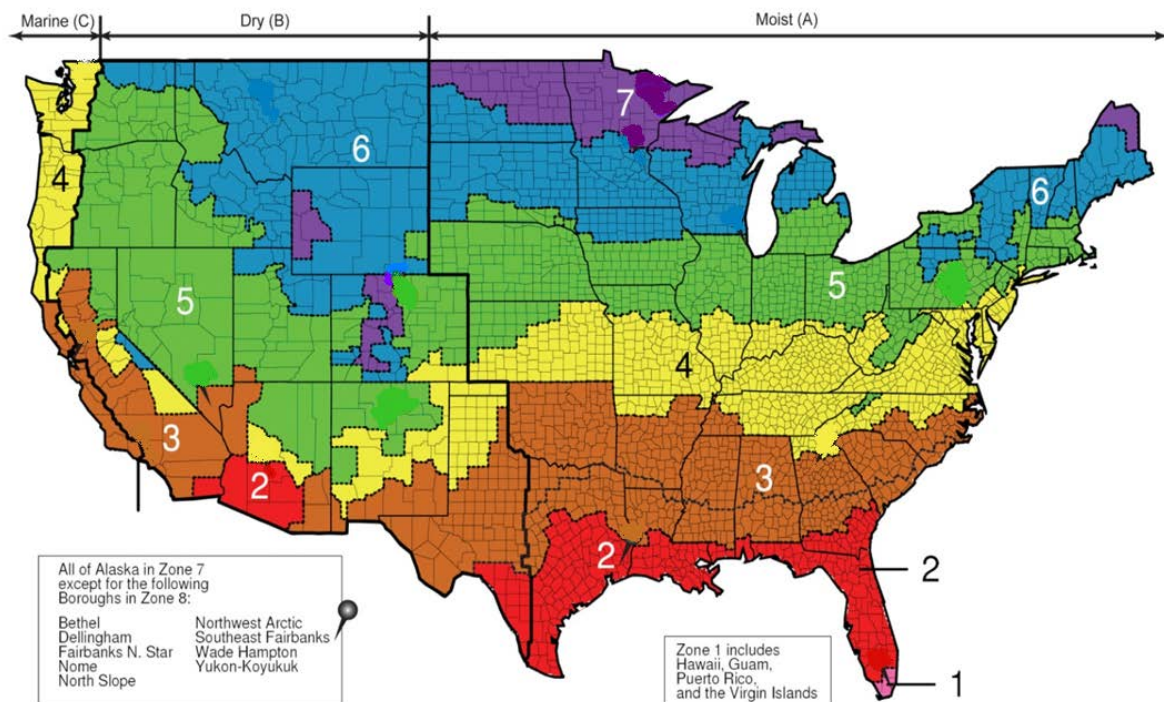 Marine (C)
Dry (B)
Moist (A)
7
6
6
4
5
5
4
3
3
2
2
2
1
All of Alaska in Zone 7
except for the following
Boroughs in Zone 8:
Bethel
Dellingham
Fairbanks N. Star
Nome
North Slope
Northwest Arctic
Southeast Fairbanks
Wade Hampton
Yukon-Koyukuk
Zone 1 includes
Hawaii, Guam,
Puerto Rico,
and the Virgin Islands